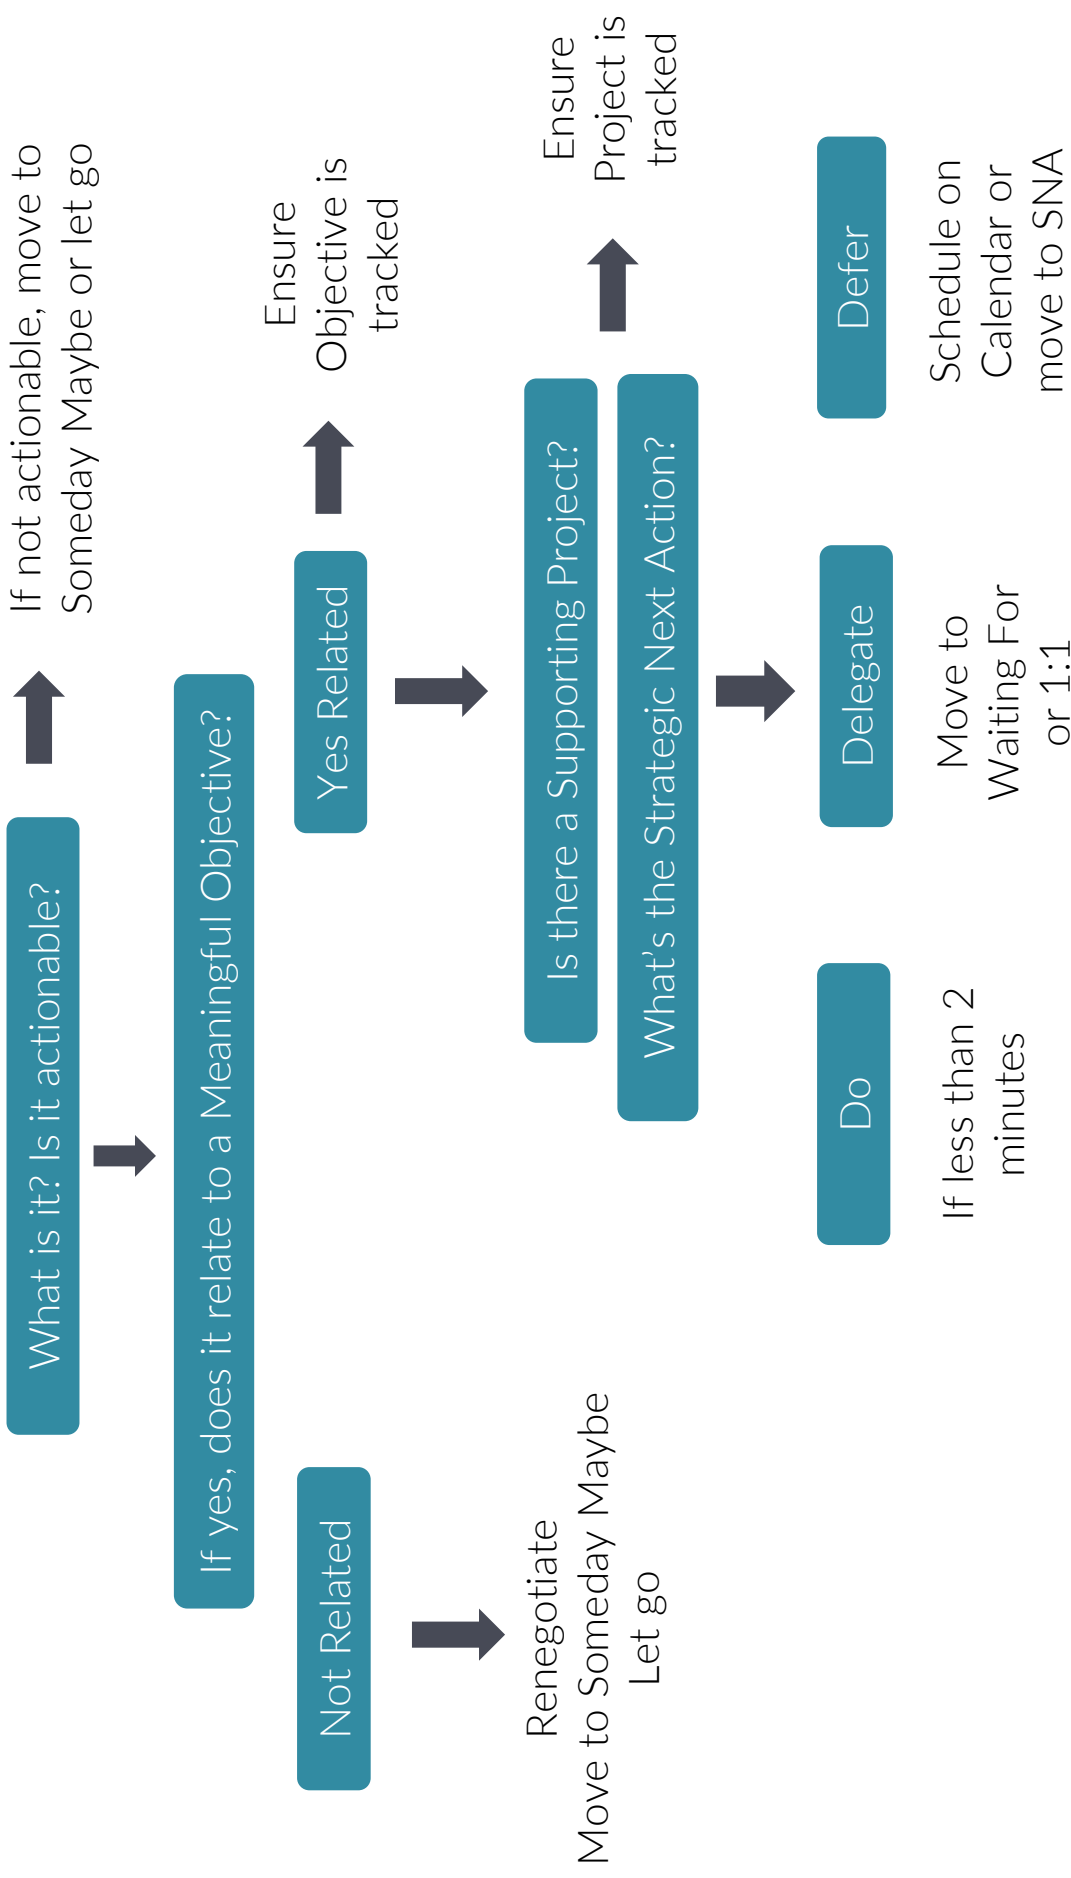 What is it? Is it actionable?
If not actionable, move to
Someday Maybe or let go
If yes, does it relate to a Meaningful Objective?
Not Related
Yes Related
Ensure
Objective is
tracked
Renegotiate
Move to Someday Maybe
Let go
Is there a Supporting Project?
What’s the Strategic Next Action?
Ensure
Project is
tracked
Do
If less than 2
minutes
Delegate
Move to
Waiting For
or 1:1
Defer
Schedule on
Calendar or
move to SNA